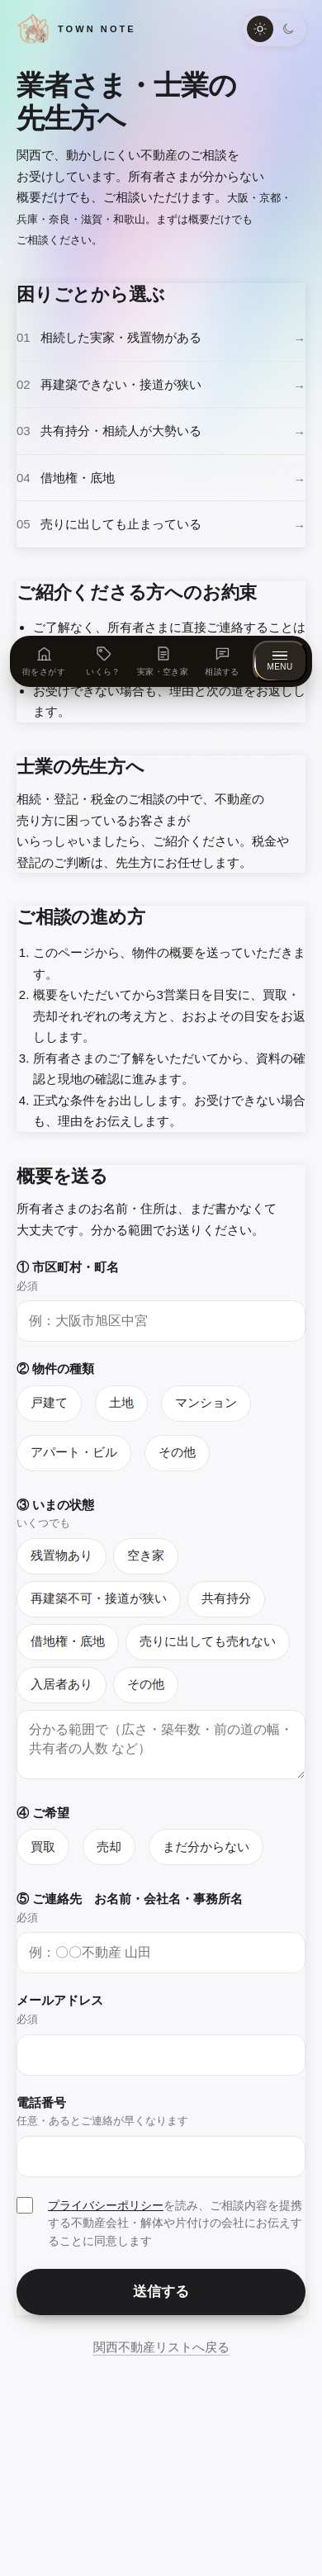 TOWN NOTE
業者さま・士業の
先生方へ
関西で、動かしにくい不動産のご相談を
お受けしています。所有者さまが分からない
概要だけでも、ご相談いただけます。大阪・京都・
兵庫・奈良・滋賀・和歌山。まずは概要だけでも
ご相談ください。
困りごとから選ぶ
01 相続した実家・残置物がある →
02 再建築できない・接道が狭い →
03 共有持分・相続人が大勢いる →
04 借地権・底地 →
05 売りに出しても止まっている →
ご紹介くださる方へのお約束
ご了解なく、所有者さまに直接ご連絡することは
街をさがす いくら？ 実家・空き家 相談する MENU
お受けできない場合も、理由と次の道をお返しし
ます。
士業の先生方へ
相続・登記・税金のご相談の中で、不動産の
売り方に困っているお客さまが
いらっしゃいましたら、ご紹介ください。税金や
登記のご判断は、先生方にお任せします。
ご相談の進め方
1. このページから、物件の概要を送っていただきま
す。
2. 概要をいただいてから3営業日を目安に、買取・
売却それぞれの考え方と、おおよその目安をお返
しします。
3. 所有者さまのご了解をいただいてから、資料の確
認と現地の確認に進みます。
4. 正式な条件をお出しします。お受けできない場合
も、理由をお伝えします。
概要を送る
所有者さまのお名前・住所は、まだ書かなくて
大丈夫です。分かる範囲でお送りください。
① 市区町村・町名
必須
例：大阪市旭区中宮
② 物件の種類
戸建て 土地 マンション
アパート・ビル その他
③ いまの状態
いくつでも
残置物あり 空き家
再建築不可・接道が狭い 共有持分
借地権・底地 売りに出しても売れない
入居者あり その他
分かる範囲で（広さ・築年数・前の道の幅・
共有者の人数 など）
④ ご希望
買取 売却 まだ分からない
⑤ ご連絡先 お名前・会社名・事務所名
必須
例：〇〇不動産 山田
メールアドレス
必須
電話番号
任意・あるとご連絡が早くなります
プライバシーポリシーを読み、ご相談内容を提携
する不動産会社・解体や片付けの会社にお伝えす
ることに同意します
送信する
関西不動産リストへ戻る